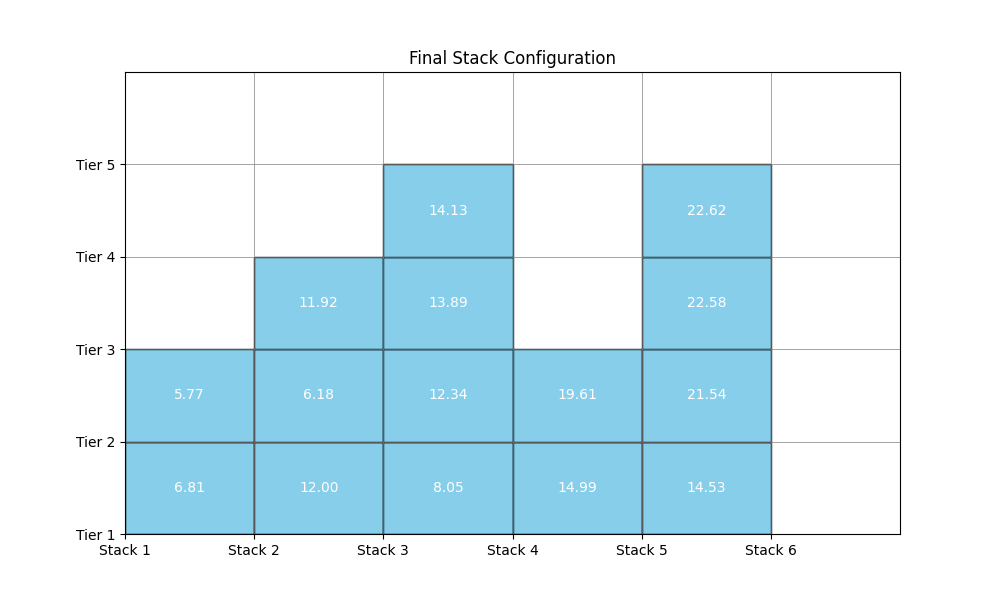 Final Stack Configuration
Tier 5
14.13 22.62
Tier 4
11.92 13.89 22.58
Tier 3
5.77 6.18 12.34 19.61 21.54
Tier 2
6.81 12.00 8.05 14.99 14.53
Tier 1
Stack 1 Stack 2 Stack 3 Stack 4 Stack 5 Stack 6